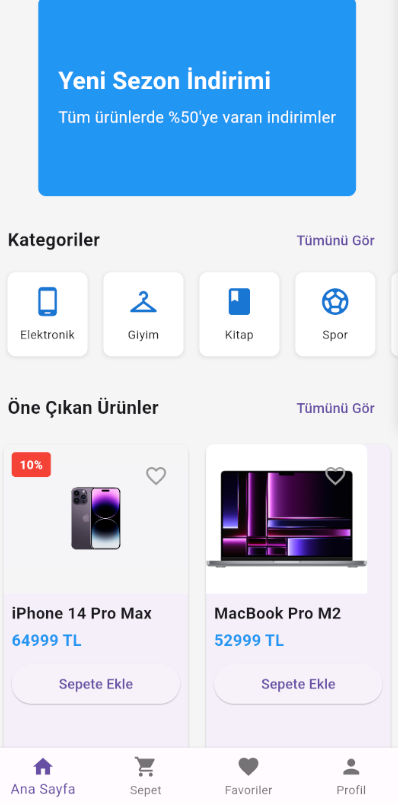 Yeni Sezon İndirimi
Tüm ürünlerde %50'ye varan indirimler
Kategoriler
Tümünü Gör
Elektronik
Giyim
Kitap
Spor
Öne Çıkan Ürünler
Tümünü Gör
10%
iPhone 14 Pro Max
64999 TL
Sepete Ekle
MacBook Pro M2
52999 TL
Sepete Ekle
Ana Sayfa
Sepet
Favoriler
Profil